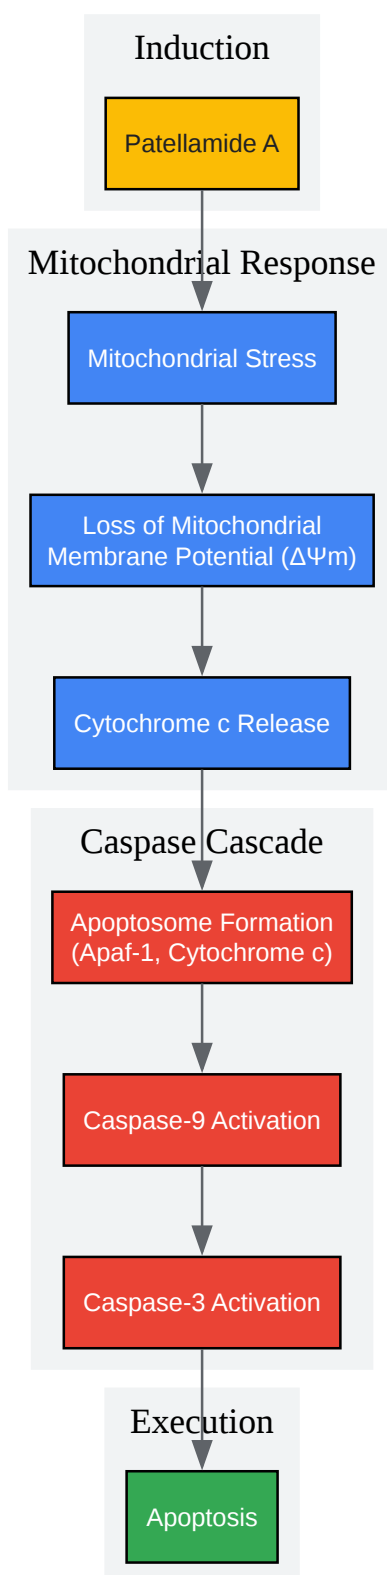 Induction
Patellamide A
Mitochondrial Response
Mitochondrial Stress
Loss of Mitochondrial
Membrane Potential (ΔΨm)
Cytochrome c Release
Caspase Cascade
Apoptosome Formation
(Apaf-1, Cytochrome c)
Caspase-9 Activation
Caspase-3 Activation
Execution
Apoptosis